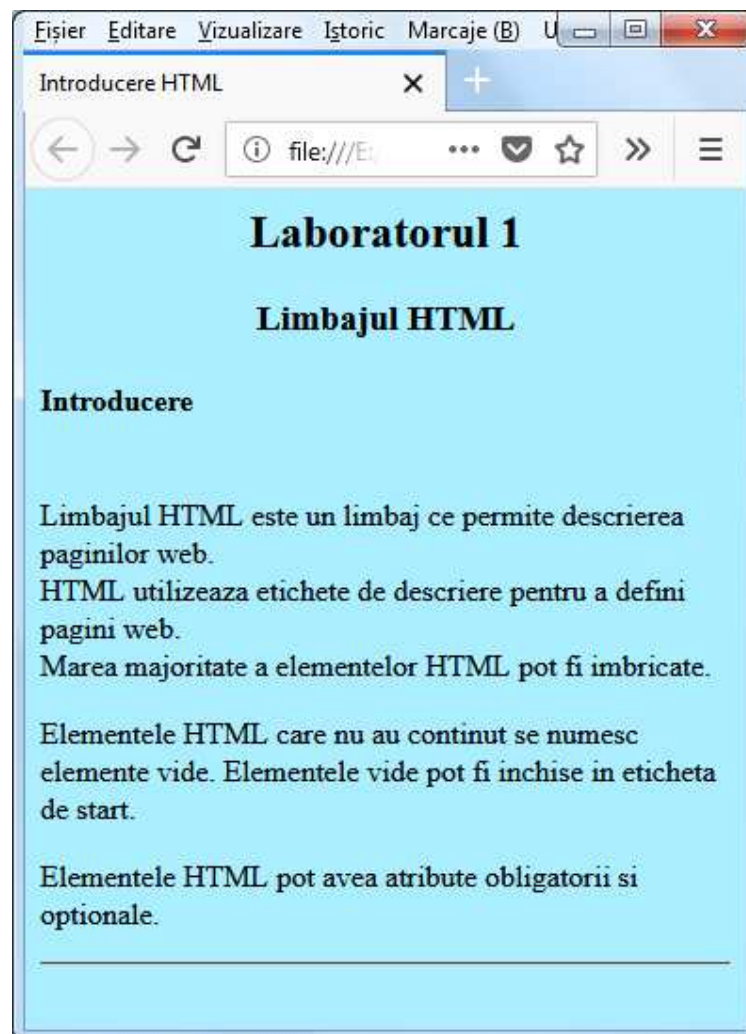 Fișier Editare Vizualizare Istoric Marcaje (B) U
Introducere HTML
file:///E
Laboratorul 1
Limbajul HTML
Introducere
Limbajul HTML este un limbaj ce permite descrierea
paginilor web.
HTML utilizeaza etichete de descriere pentru a defini
pagini web.
Marea majoritate a elementelor HTML pot fi imbricate.
Elementele HTML care nu au continut se numesc
elemente vide. Elementele vide pot fi inchise in eticheta
de start.
Elementele HTML pot avea atribute obligatorii si
optionale.